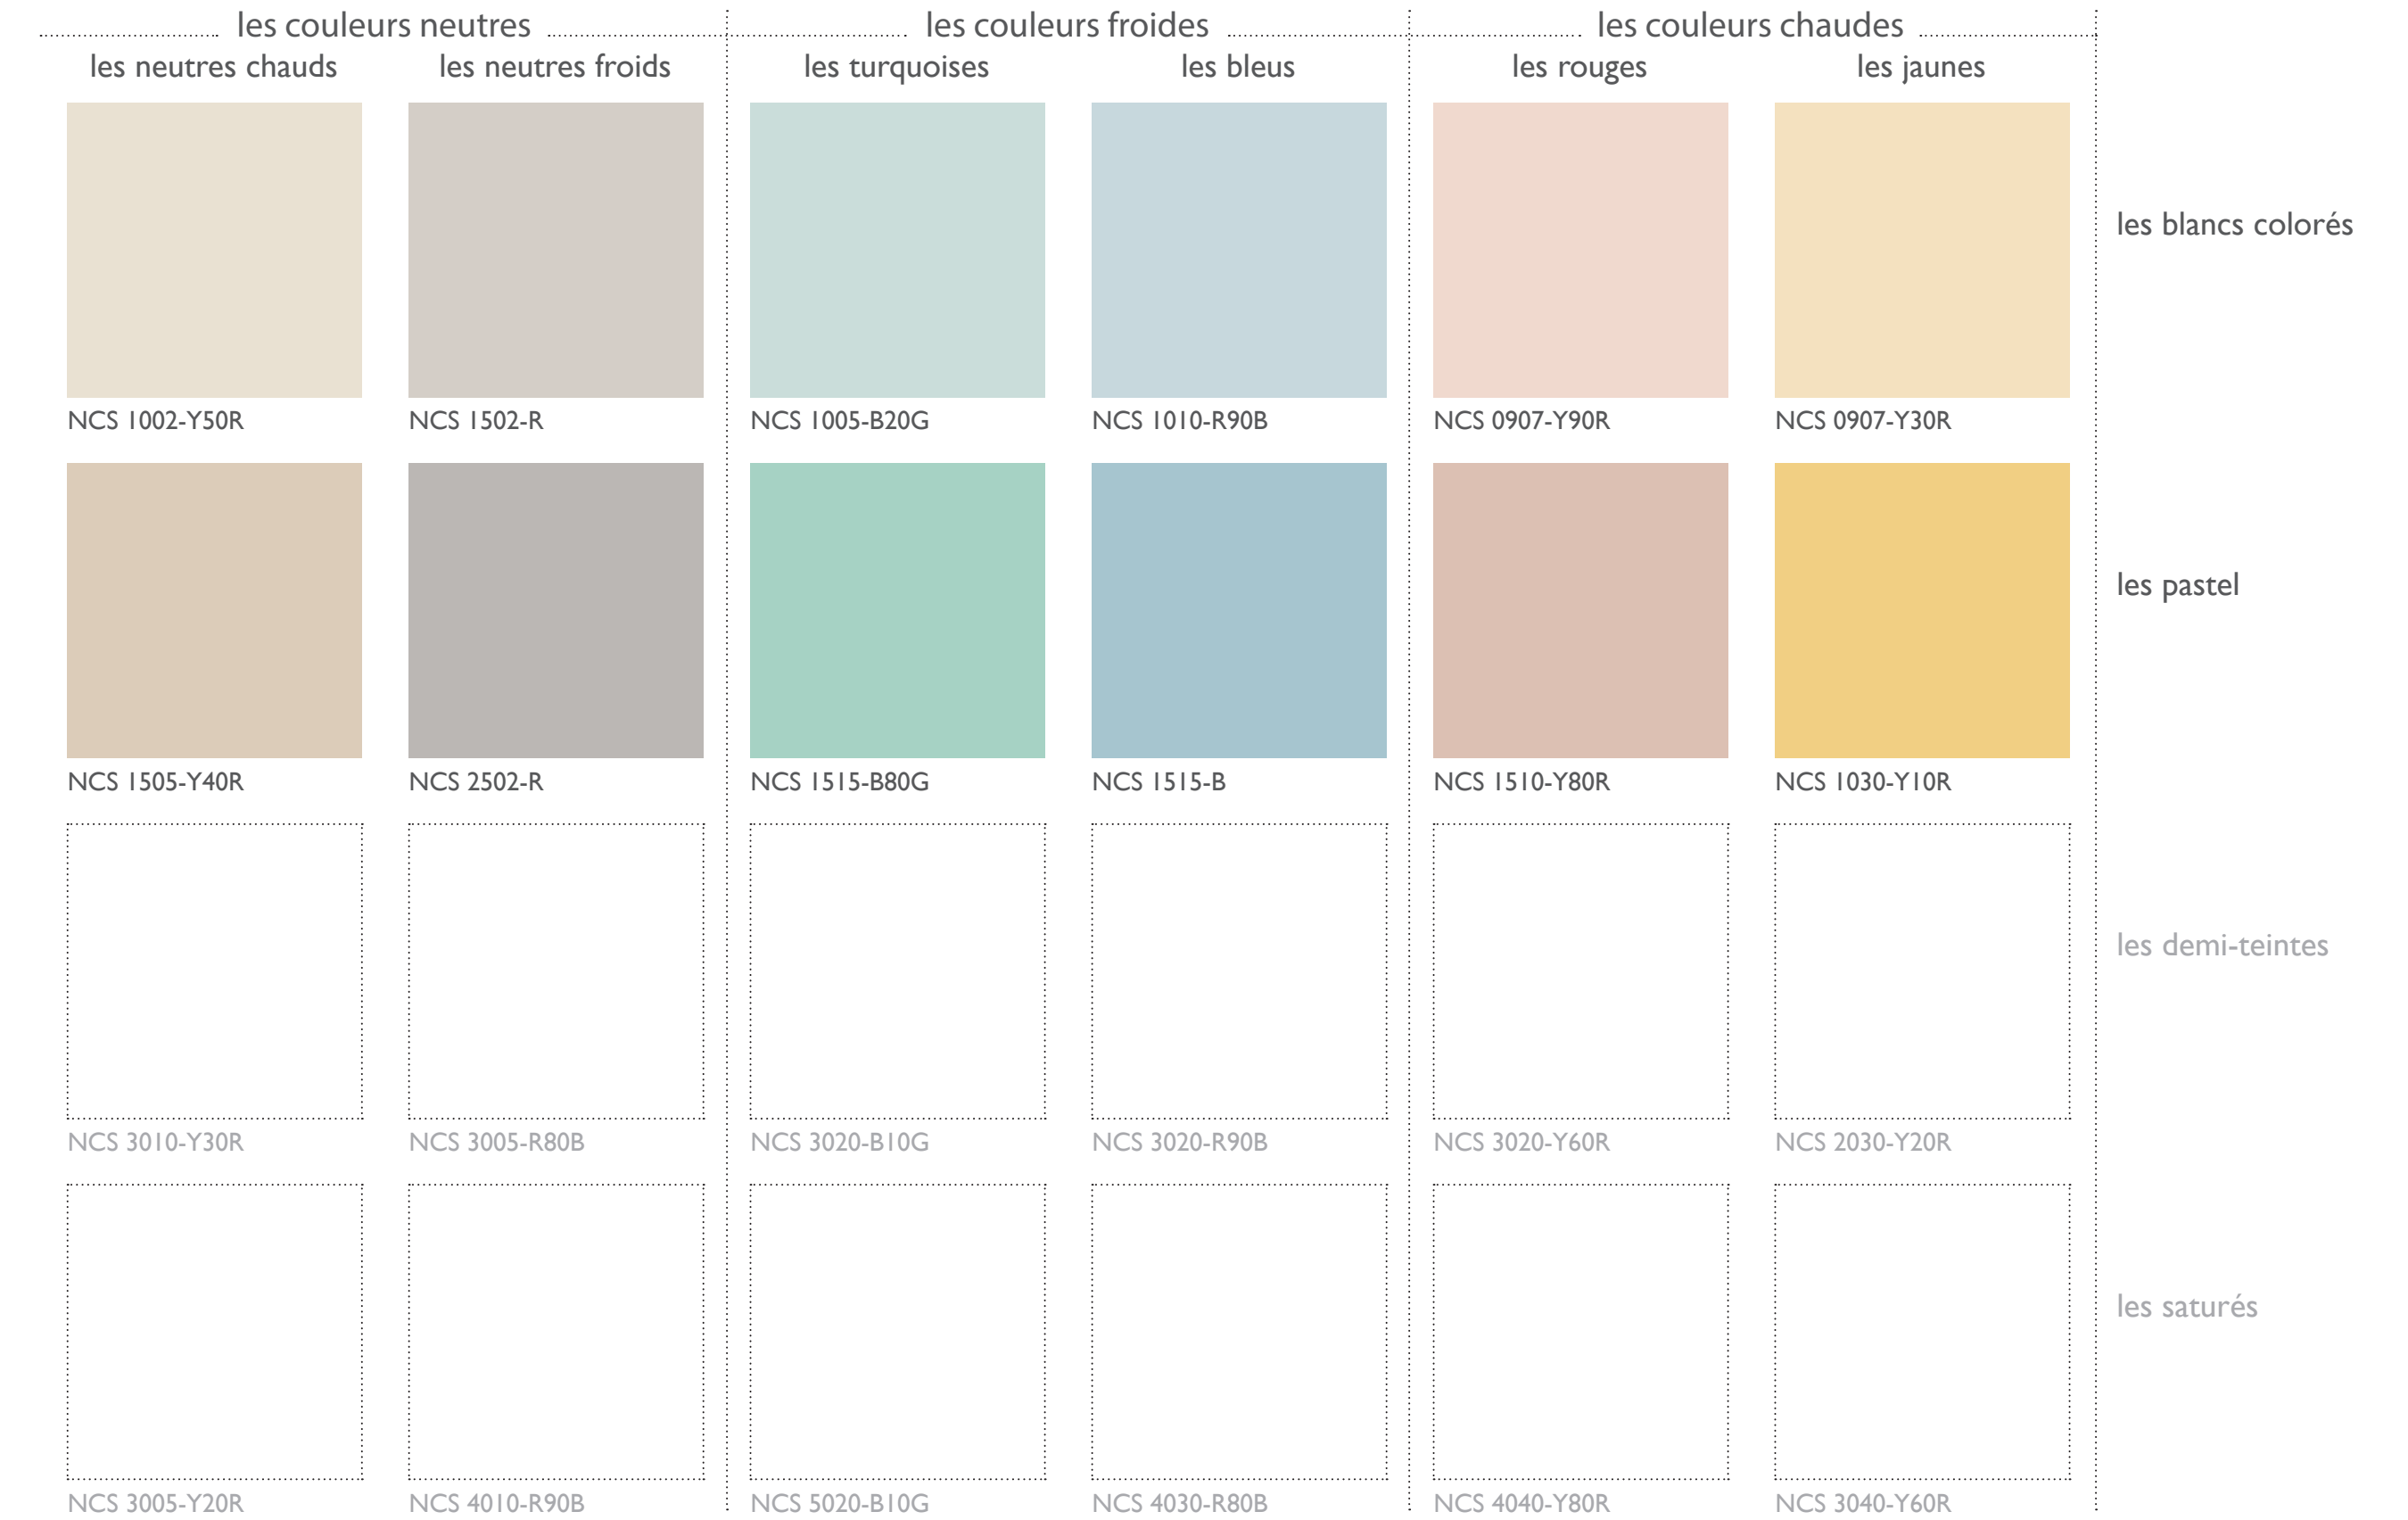 les couleurs neutres les couleurs froides les couleurs chaudes
les neutres chauds les neutres froids les turquoises les bleus les rouges les jaunes
les blancs colorés
NCS 1002-Y50R NCS 1502-R NCS 1005-B20G NCS 1010-R90B NCS 0907-Y90R NCS 0907-Y30R
les pastel
NCS 1505-Y40R NCS 2502-R NCS 1515-B80G NCS 1515-B NCS 1510-Y80R NCS 1030-Y10R
les demi-teintes
NCS 3010-Y30R NCS 3005-R80B NCS 3020-B10G NCS 3020-R90B NCS 3020-Y60R NCS 2030-Y20R
les saturés
NCS 3005-Y20R NCS 4010-R90B NCS 5020-B10G NCS 4030-R80B NCS 4040-Y80R NCS 3040-Y60R